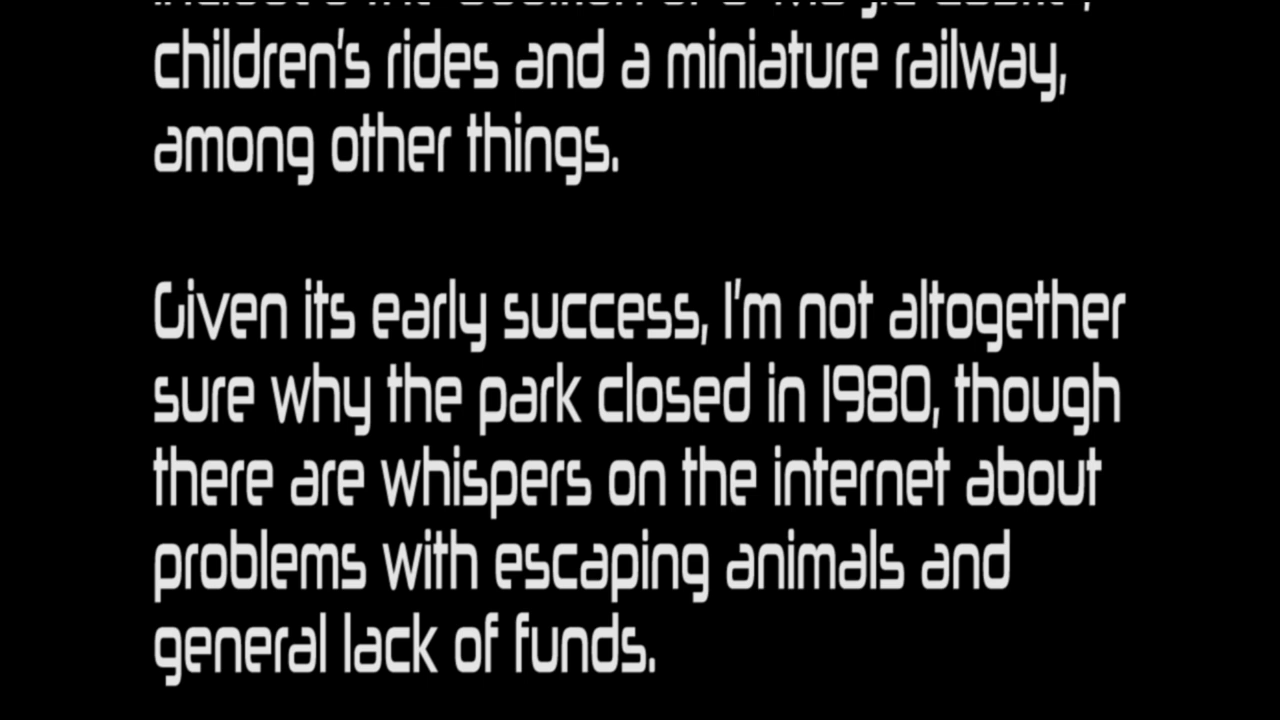 children's rides and a miniature railway,
among other things.
Given its early success, I'm not altogether
sure why the park closed in 1980, though
there are whispers on the internet about
problems with escaping animals and
general lack of funds.